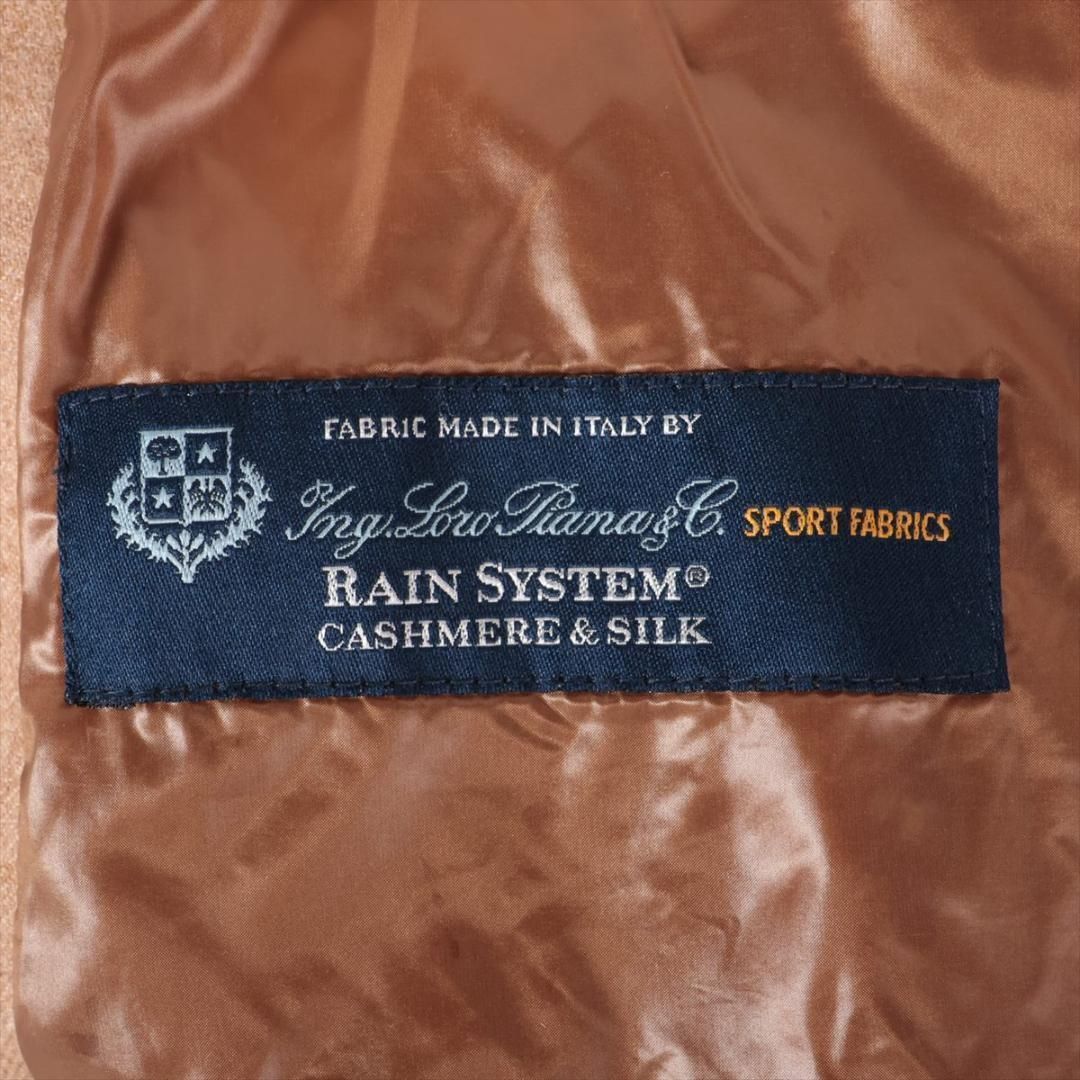 FABRIC MADE IN ITALY BY
Ing. Loro Piana & C. SPORT FABRICS
RAIN SYSTEM®
CASHMERE & SILK